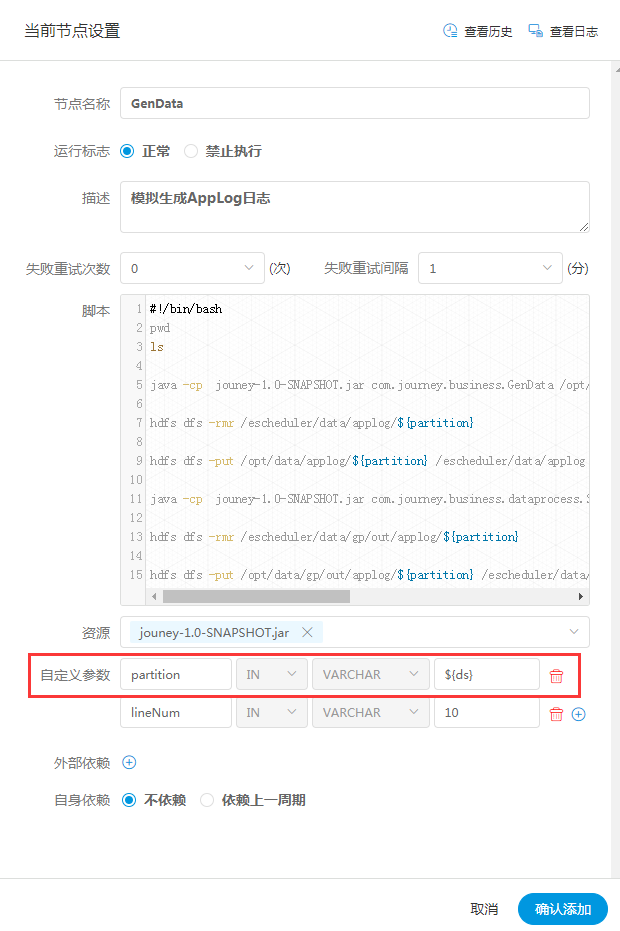 当前节点设置 查看历史 查看日志
节点名称 GenData
运行标志 正常 禁止执行
描述 模拟生成AppLog日志
失败重试次数 0 (次) 失败重试间隔 1 (分)
脚本
1 #!/bin/bash
2 pwd
3 ls
4
5 java -cp jouney-1.0-SNAPSHOT.jar com.journey.business.GenData /opt/
6
7 hdfs dfs -rmr /escheduler/data/applog/${partition}
8
9 hdfs dfs -put /opt/data/applog/${partition} /escheduler/data/applog
10
11 java -cp jouney-1.0-SNAPSHOT.jar com.journey.business.dataprocess.
12
13 hdfs dfs -rmr /escheduler/data/gp/out/applog/${partition}
14
15 hdfs dfs -put /opt/data/gp/out/applog/${partition} /escheduler/data/
资源 jouney-1.0-SNAPSHOT.jar
自定义参数 partition IN VARCHAR ${ds}
lineNum IN VARCHAR 10
外部依赖
自身依赖 不依赖 依赖上一周期
取消 确认添加